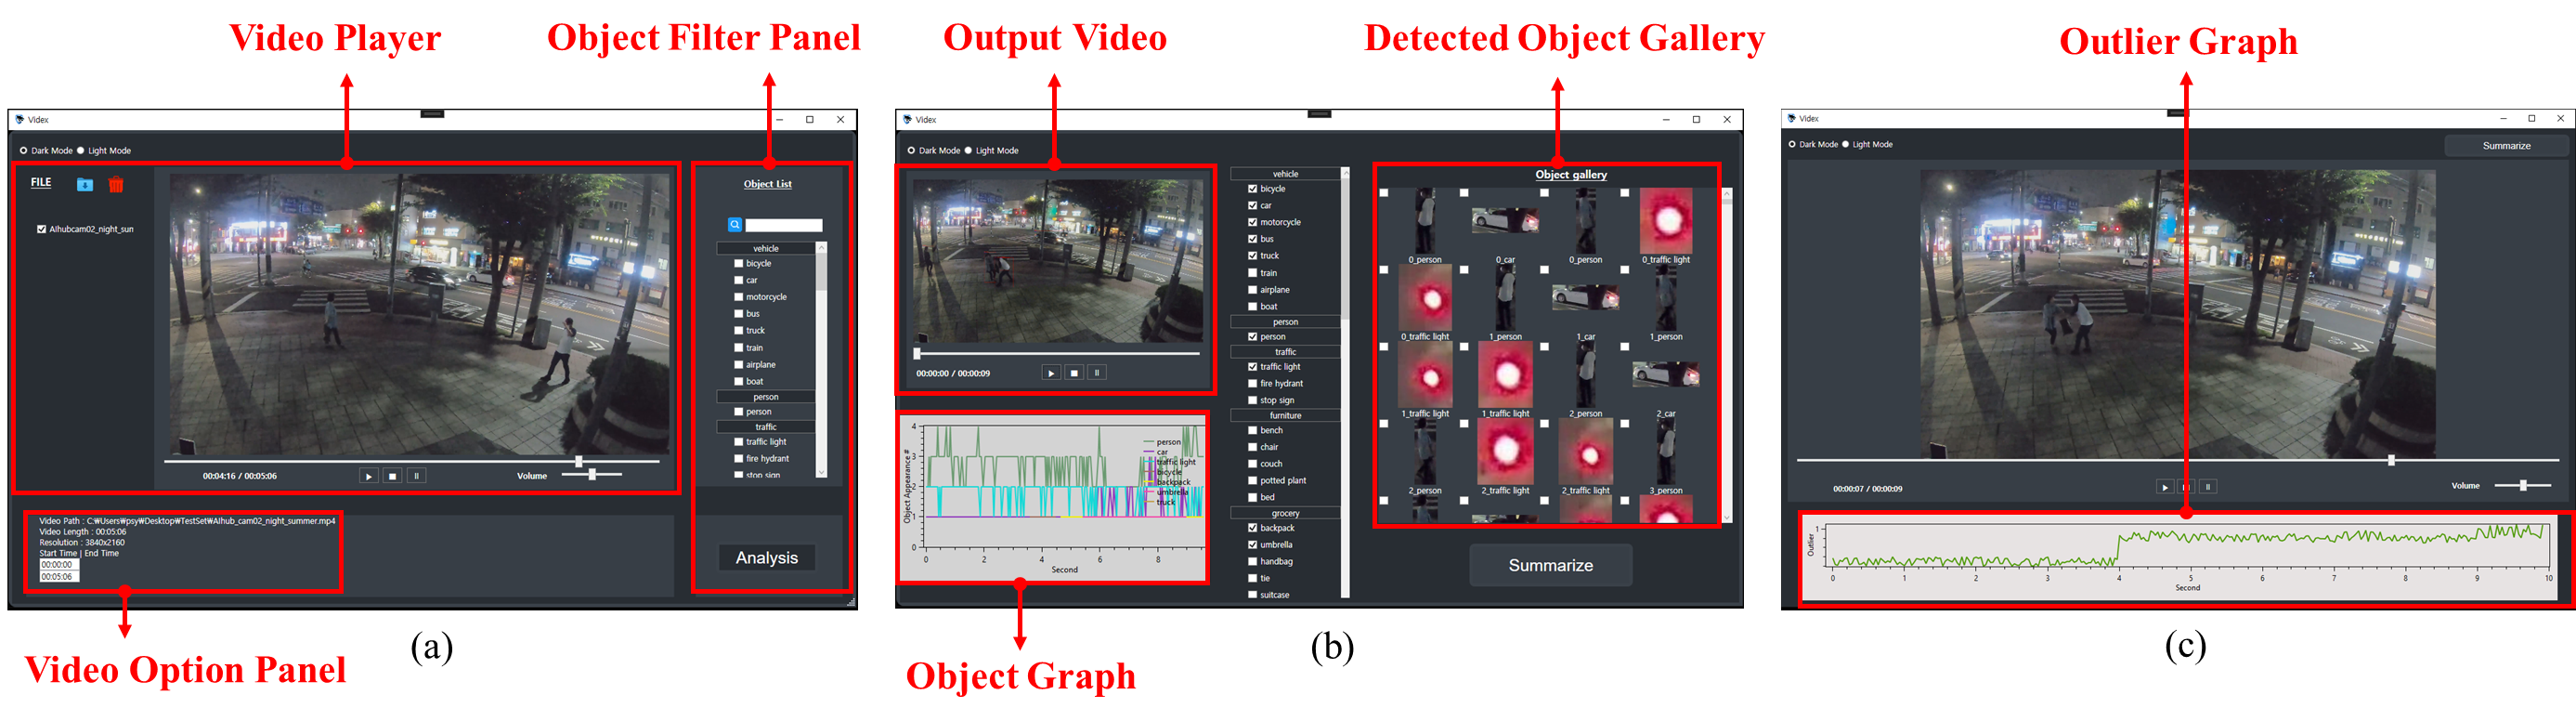 Video Player
Object Filter Panel
Output Video
Detected Object Gallery
Outlier Graph
Videx
Dark Mode Light Mode
FILE
AIhubcam02_night_sun
00:04:16 / 00:05:06
Volume
Object List
vehicle
bicycle
car
motorcycle
bus
truck
train
airplane
boat
person
person
traffic
traffic light
fire hydrant
stop sign
Video Path : C:₩Users₩psy₩Desktop₩TestSet₩AIhub_cam02_night_summer.mp4
Video Length : 00:05:06
Resolution : 3840x2160
Start Time | End Time
00:00:00
00:05:06
Analysis
Video Option Panel
(a)
Videx
Dark Mode Light Mode
00:00:00 / 00:00:09
Object Appearance #
4
3
2
1
0
0 2 4 6 8
Second
person
car
traffic light
bicycle
backpack
umbrella
truck
vehicle
bicycle
car
motorcycle
bus
truck
train
airplane
boat
person
person
traffic
traffic light
fire hydrant
stop sign
furniture
bench
chair
couch
potted plant
bed
grocery
backpack
umbrella
handbag
tie
suitcase
Object gallery
0_person 0_car 0_person 0_traffic light
0_traffic light 1_person 1_car 1_person
1_traffic light 1_traffic light 2_person 2_car
2_person 2_traffic light 2_traffic light 3_person
Summarize
Object Graph
(b)
Videx
Dark Mode Light Mode
Summarize
00:00:07 / 00:00:09
Volume
Outlier
1
0 1 2 3 4 5 6 7 8 9 10
Second
(c)